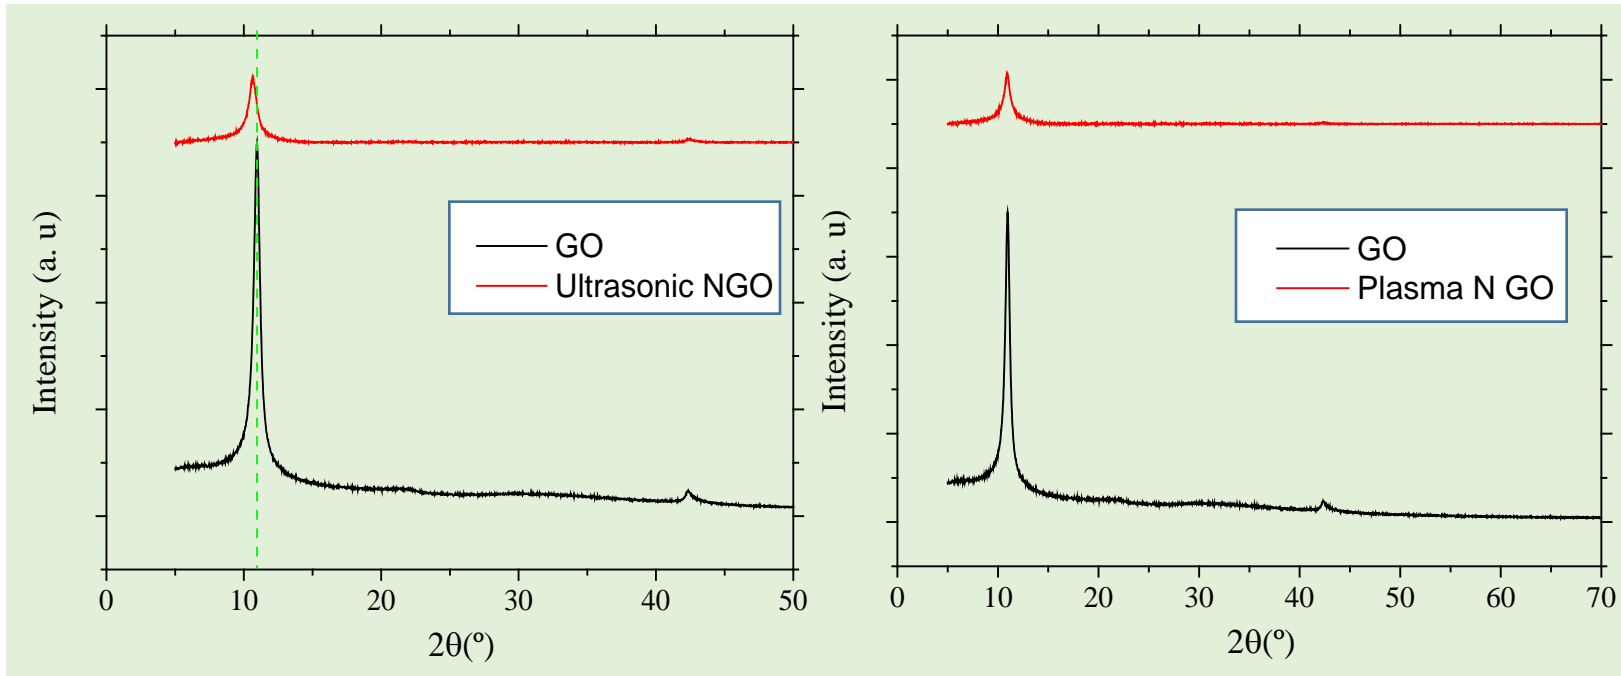 Intensity (a. u)
GO
Ultrasonic NGO
0 10 20 30 40 50
2θ(º)
Intensity (a. u)
GO
Plasma N GO
0 10 20 30 40 50 60 70
2θ(º)